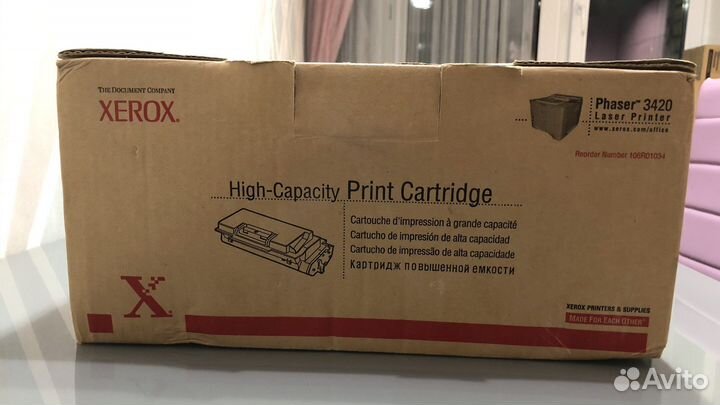 THE DOCUMENT COMPANY
XEROX.
Phaser™ 3420
Laser Printer
www.xerox.com/office
Reorder Number 106R01034
High-Capacity Print Cartridge
Cartouche d'impression à grande capacité
Cartucho de impresión de alta capacidad
Cartucho de impressão de alta capacidade
Картридж повышенной емкости
X
XEROX PRINTERS & SUPPLIES
MADE FOR EACH OTHER
Avito